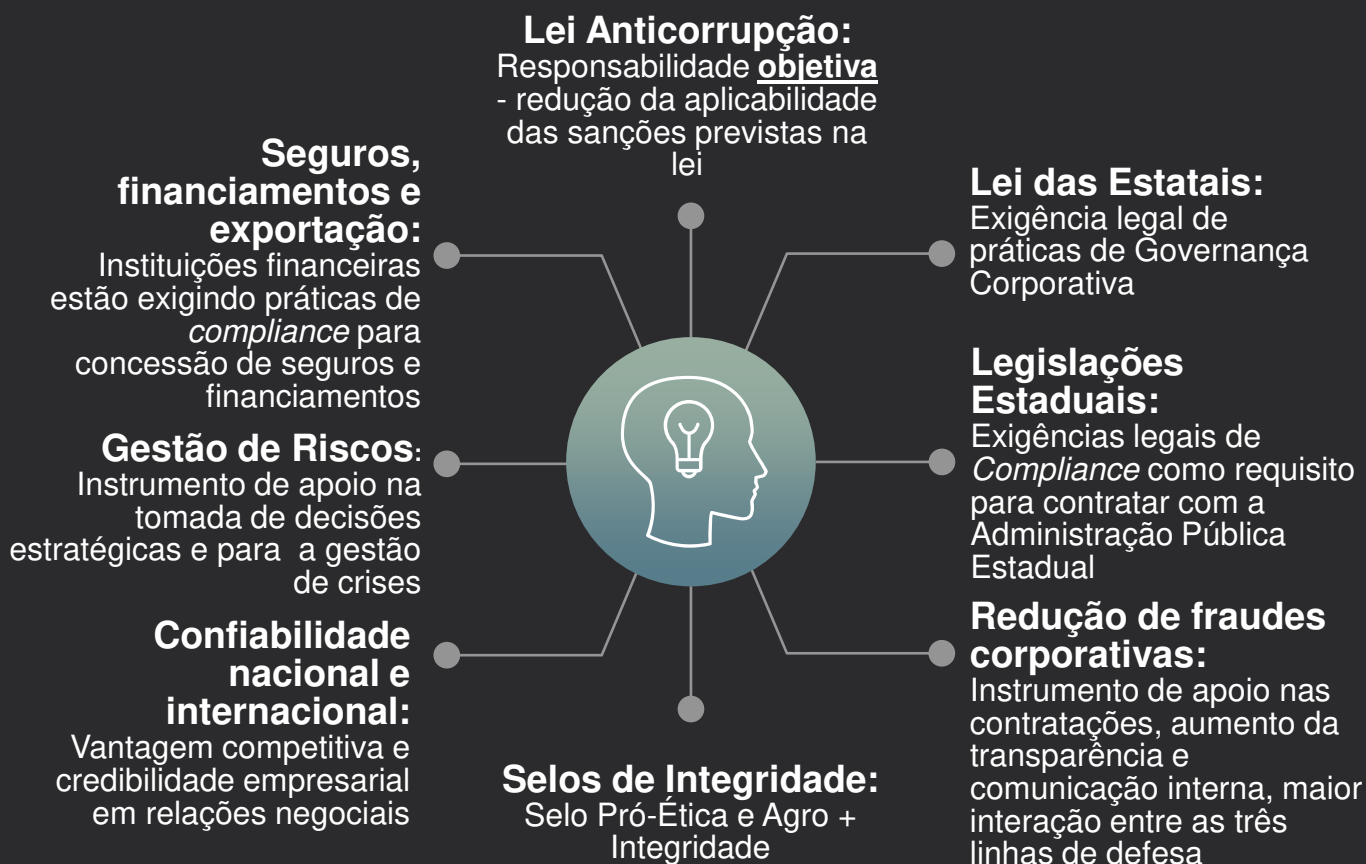 Lei Anticorrupção:
Responsabilidade objetiva
- redução da aplicabilidade
das sanções previstas na
lei
Seguros,
financiamentos e
exportação:
Instituições financeiras
estão exigindo práticas de
compliance para
concessão de seguros e
financiamentos
Gestão de Riscos:
Instrumento de apoio na
tomada de decisões
estratégicas e para  a gestão
de crises
Confiabilidade
nacional e
internacional:
Vantagem competitiva e
credibilidade empresarial
em relações negociais
Lei das Estatais:
Exigência legal de
práticas de Governança
Corporativa
Legislações
Estaduais:
Exigências legais de
Compliance como requisito
para contratar com a
Administração Pública
Estadual
Redução de fraudes
corporativas:
Instrumento de apoio nas
contratações, aumento da
transparência e
comunicação interna, maior
interação entre as três
linhas de defesa
Selos de Integridade:
Selo Pró-Ética e Agro +
Integridade